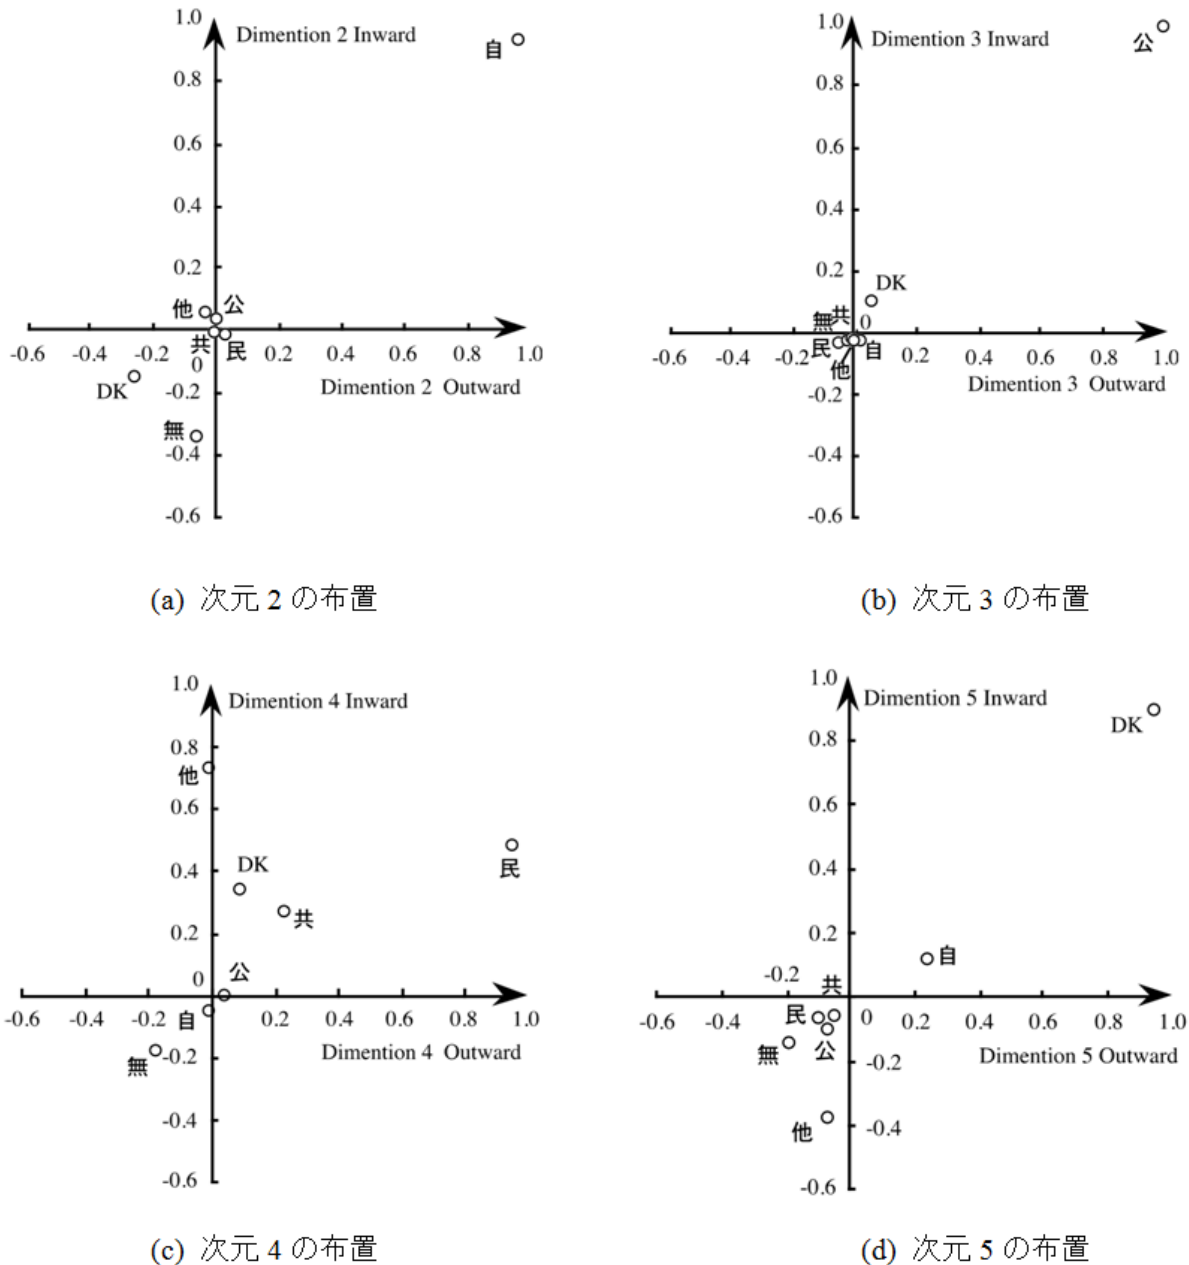 1.0
Dimention 2 Inward
自
0.8
0.6
0.4
0.2
他 公
-0.6 -0.4 -0.2 0 共 民 0.2 0.4 0.6 0.8 1.0
DK
Dimention 2 Outward
-0.2
無
-0.4
-0.6
(a) 次元 2 の布置
1.0
Dimention 3 Inward
公
0.8
0.6
0.4
0.2
DK
無 共 0
-0.6 -0.4 -0.2 民 自 0.2 0.4 0.6 0.8 1.0
他
Dimention 3 Outward
-0.2
-0.4
-0.6
(b) 次元 3 の布置
1.0
Dimention 4 Inward
0.8
他
0.6
DK
0.4
民
共
0.2
公
0
-0.6 -0.4 -0.2 自 0.2 0.4 0.6 0.8 1.0
無 -0.2
Dimention 4 Outward
-0.4
-0.6
(c) 次元 4 の布置
1.0
Dimention 5 Inward
DK
0.8
0.6
0.4
0.2
自
-0.2 共
-0.6 -0.4 民 0 0.2 0.4 0.6 0.8 1.0
無 公
Dimention 5 Outward
-0.2
他
-0.4
-0.6
(d) 次元 5 の布置